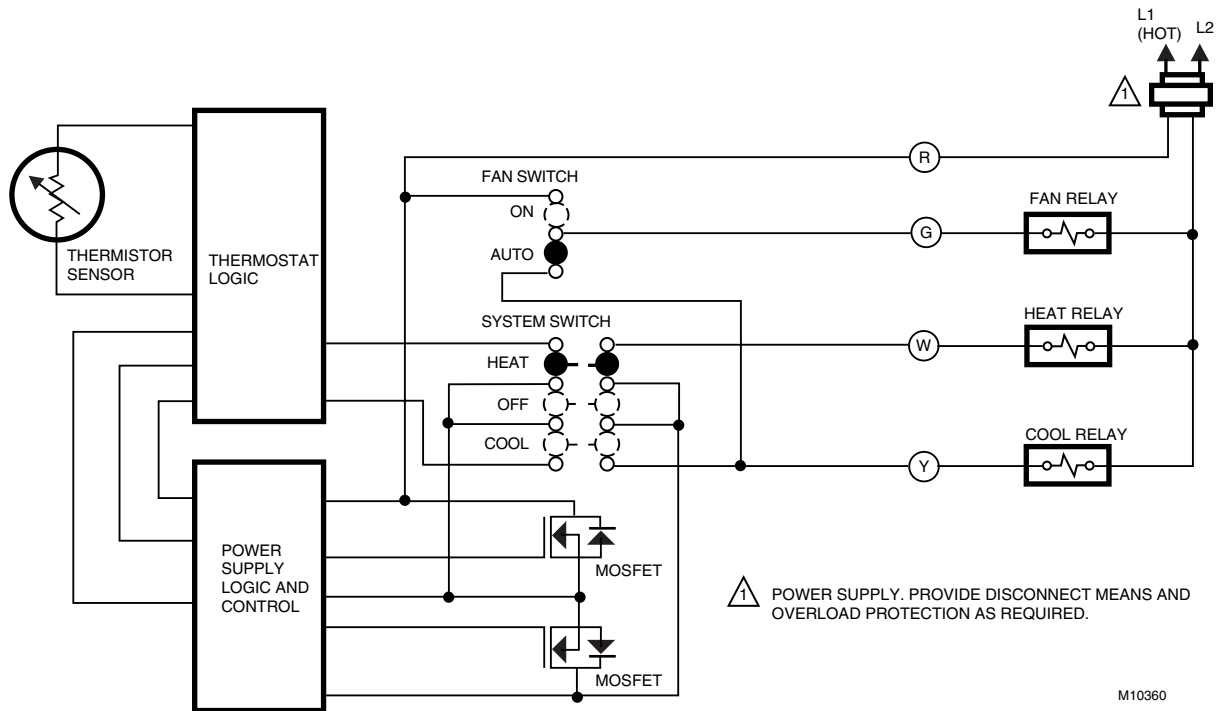 L1
(HOT)
L2
1
R
FAN SWITCH
ON
FAN RELAY
G
AUTO
THERMISTOR
SENSOR
THERMOSTAT
LOGIC
SYSTEM SWITCH
HEAT RELAY
W
HEAT
OFF
COOL
COOL RELAY
Y
POWER
SUPPLY
LOGIC AND
CONTROL
MOSFET
MOSFET
1 POWER SUPPLY. PROVIDE DISCONNECT MEANS AND
OVERLOAD PROTECTION AS REQUIRED.
M10360